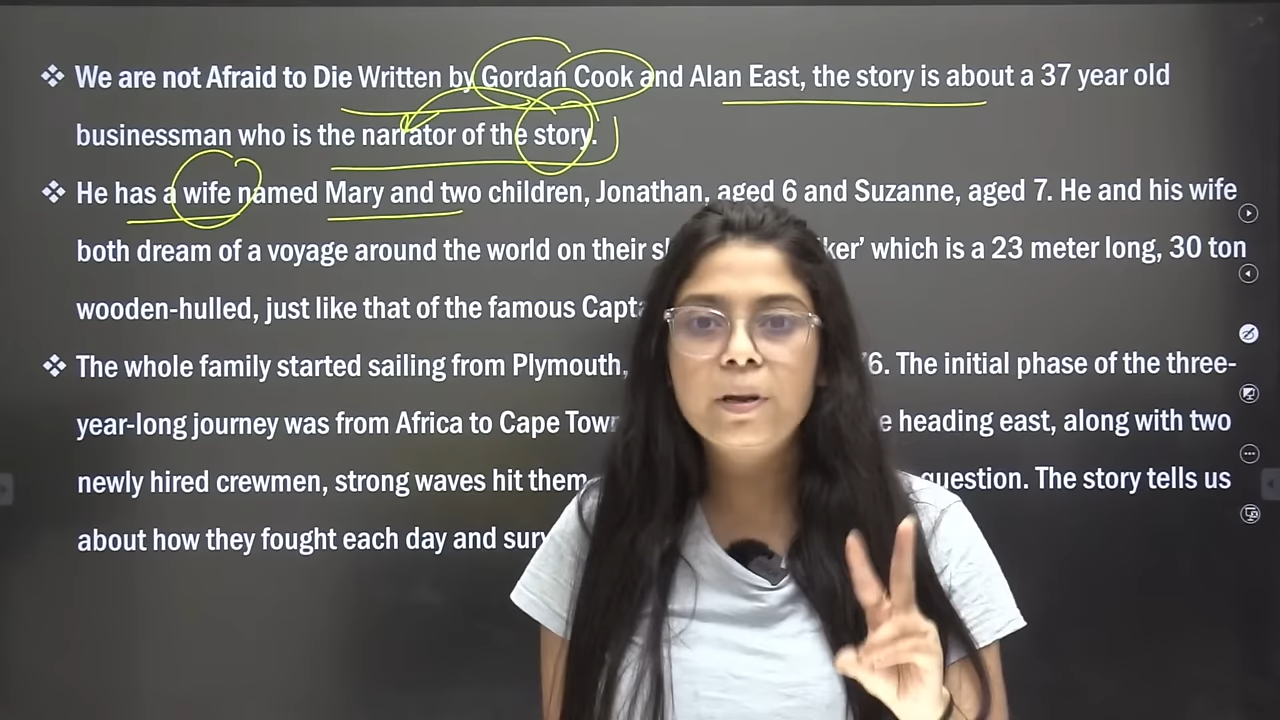 ❖ We are not Afraid to Die Written by Gordan Cook and Alan East, the story is about a 37 year old
businessman who is the narrator of the story.
❖ He has a wife named Mary and two children, Jonathan, aged 6 and Suzanne, aged 7. He and his wife
both dream of a voyage around the world on their which is a 23 meter long, 30 ton
wooden-hulled, just like that of the famous
❖ The whole family started sailing from Plymouth, The initial phase of the three-
year-long journey was from Africa to Cape heading east, along with two
newly hired crewmen, strong waves hit them question. The story tells us
about how they fought each day and